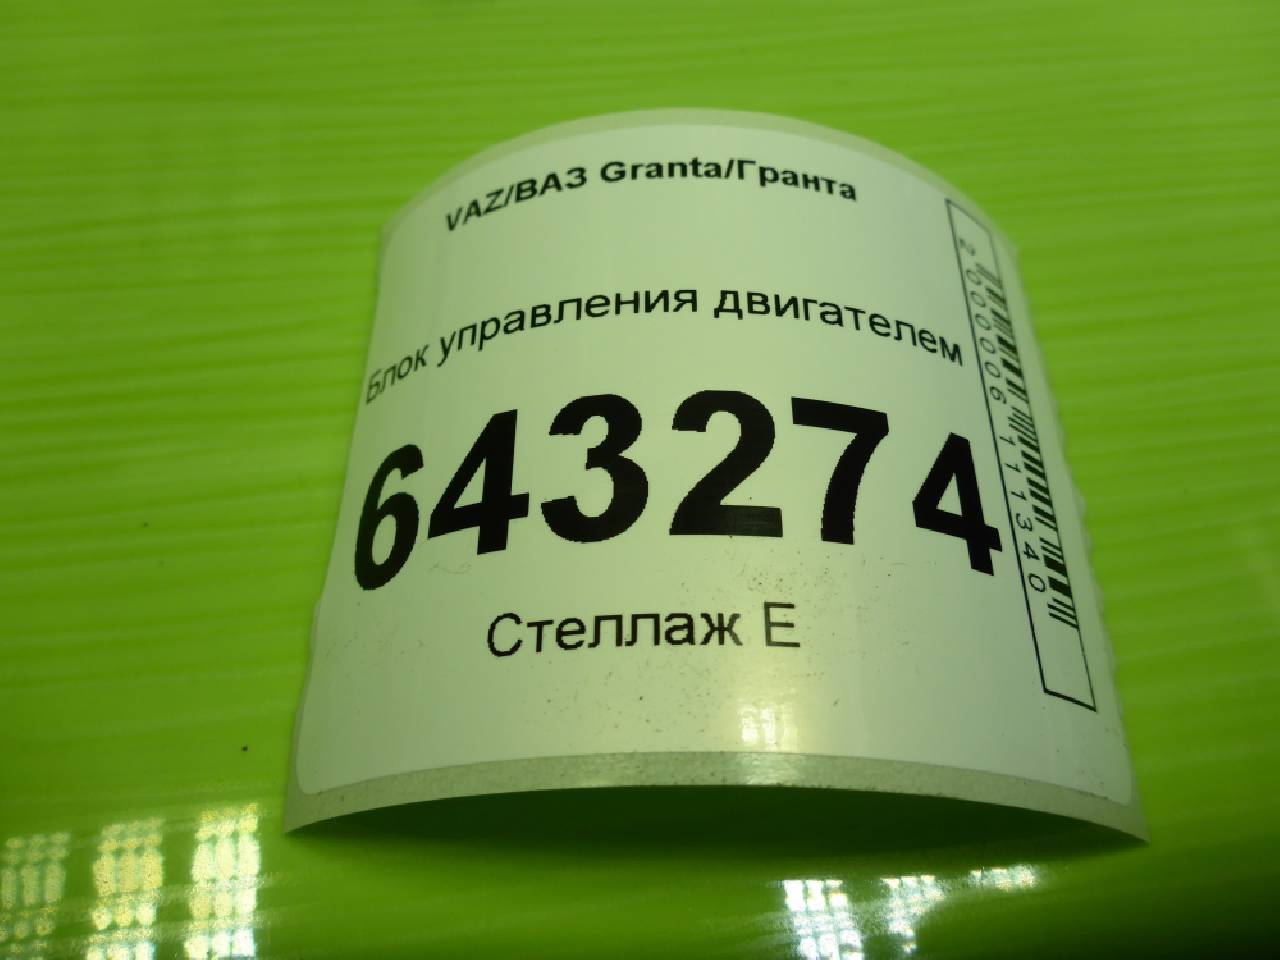 VAZ/ВАЗ Granta/Гранта
Блок управления двигателем
643274
Стеллаж E
2000006111340